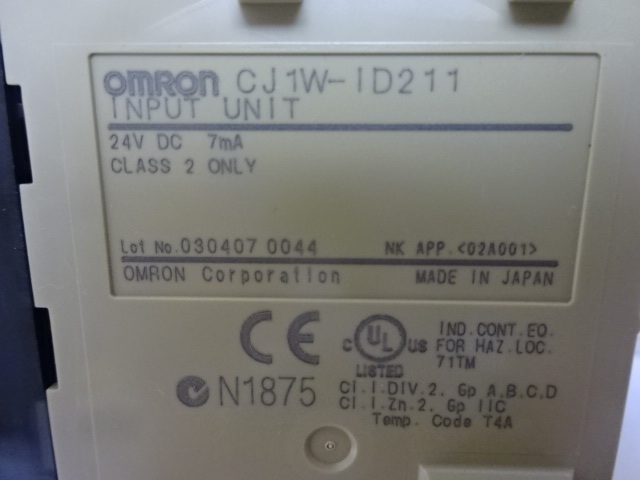 OMRON CJ1W-ID211
INPUT UNIT
24V DC 7mA
CLASS 2 ONLY
Lot No.030407 0044 NK APP.<02A001>
OMRON Corporation MADE IN JAPAN
CE
C UL US
LISTED
IND.CONT.EQ.
FOR HAZ.LOC.
71TM
N1875
Cl.I.DIV.2, Gp A.B.C.D
Cl.I.Zn.2, Gp IIC
Temp. Code T4A